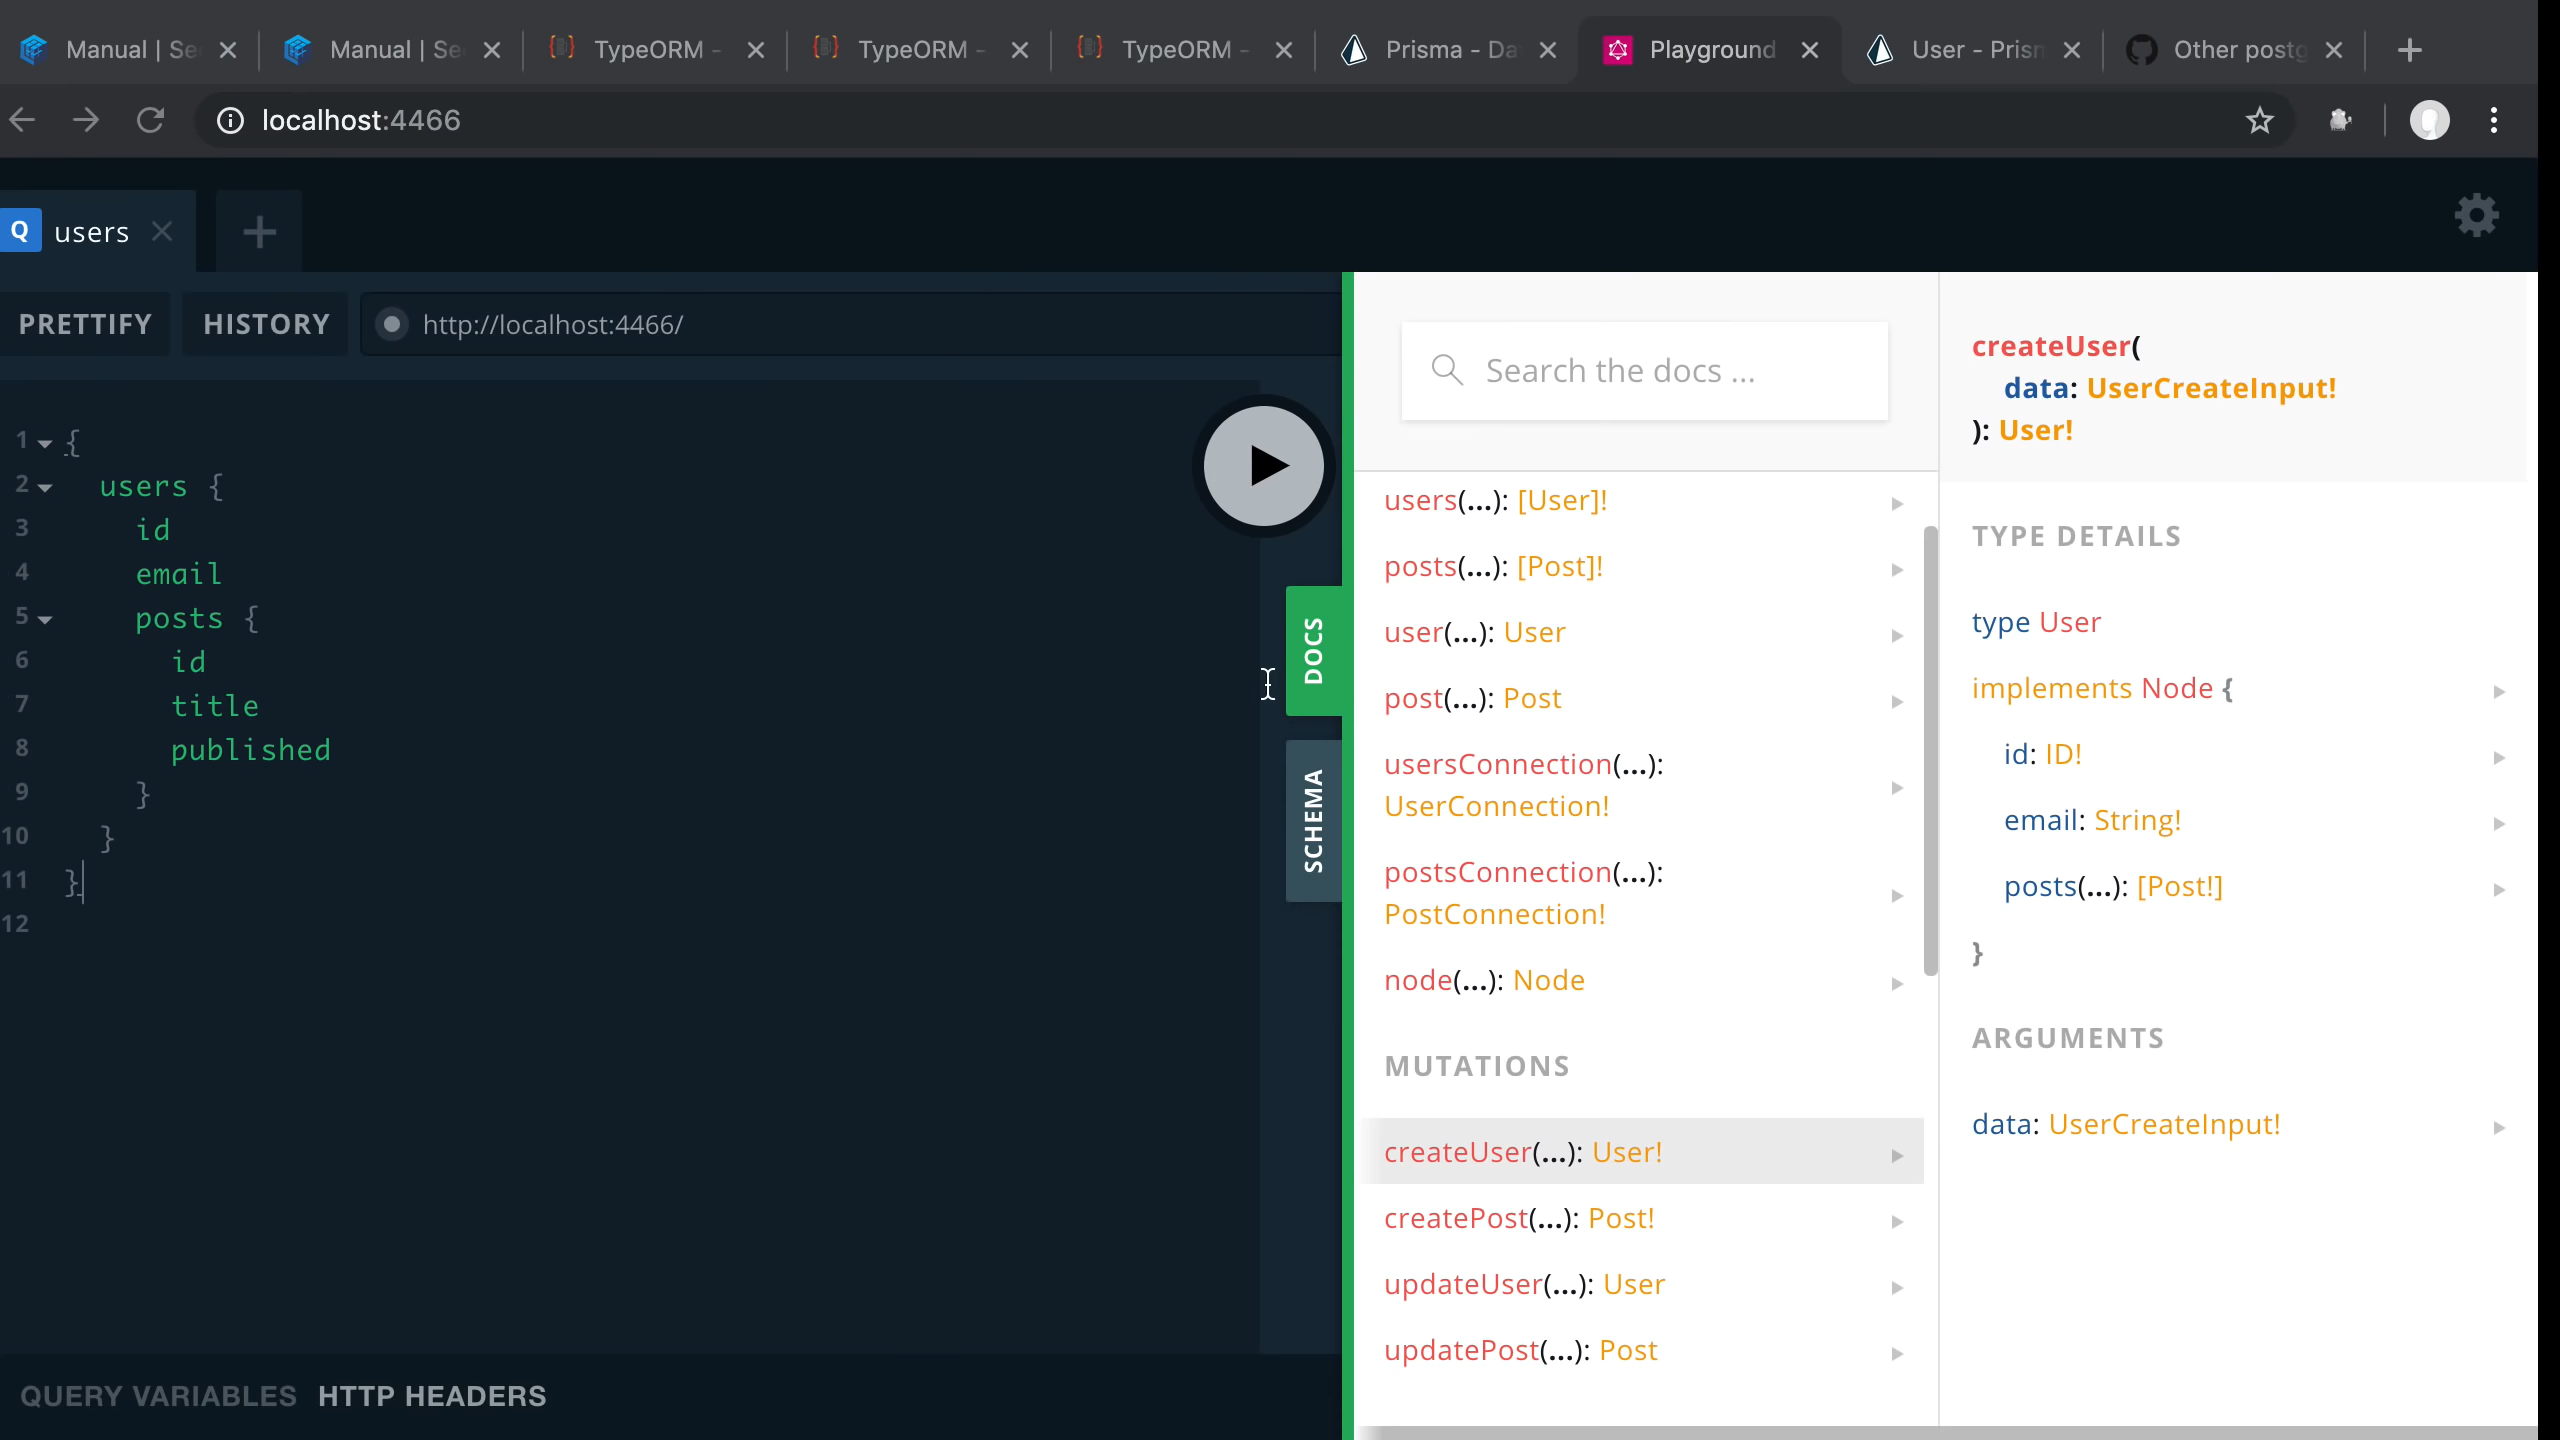 Manual | Se
Manual | Se
TypeORM -
TypeORM -
TypeORM -
Prisma - Da
Playground
User - Prisn
Other postg
localhost:4466
Q users
PRETTIFY
HISTORY
http://localhost:4466/
1 {
2 users {
3 id
4 email
5 posts {
6 id
7 title
8 published
9 }
10 }
11 }
12
QUERY VARIABLES
HTTP HEADERS
DOCS
SCHEMA
Search the docs ...
users(...): [User]!
posts(...): [Post]!
user(...): User
post(...): Post
usersConnection(...):
UserConnection!
postsConnection(...):
PostConnection!
node(...): Node
MUTATIONS
createUser(...): User!
createPost(...): Post!
updateUser(...): User
updatePost(...): Post
createUser(
data: UserCreateInput!
): User!
TYPE DETAILS
type User
implements Node {
id: ID!
email: String!
posts(...): [Post!]
}
ARGUMENTS
data: UserCreateInput!